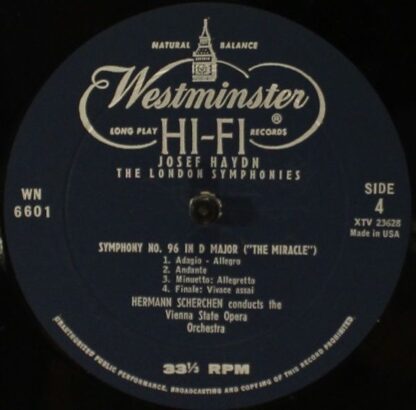 NATURAL BALANCE
Westminster
LONG PLAY HI-FI RECORDS
®
JOSEF HAYDN
THE LONDON SYMPHONIES
WN
6601
SIDE
4
XTV 23628
Made in USA
SYMPHONY NO. 96 IN D MAJOR ("THE MIRACLE")
1. Adagio - Allegro
2. Andante
3. Minuetto: Allegretto
4. Finale: Vivace assai
HERMANN SCHERCHEN conducts the
Vienna State Opera
Orchestra
33⅓ RPM
UNAUTHORIZED PUBLIC PERFORMANCE, BROADCASTING AND COPYING OF THIS RECORD PROHIBITED